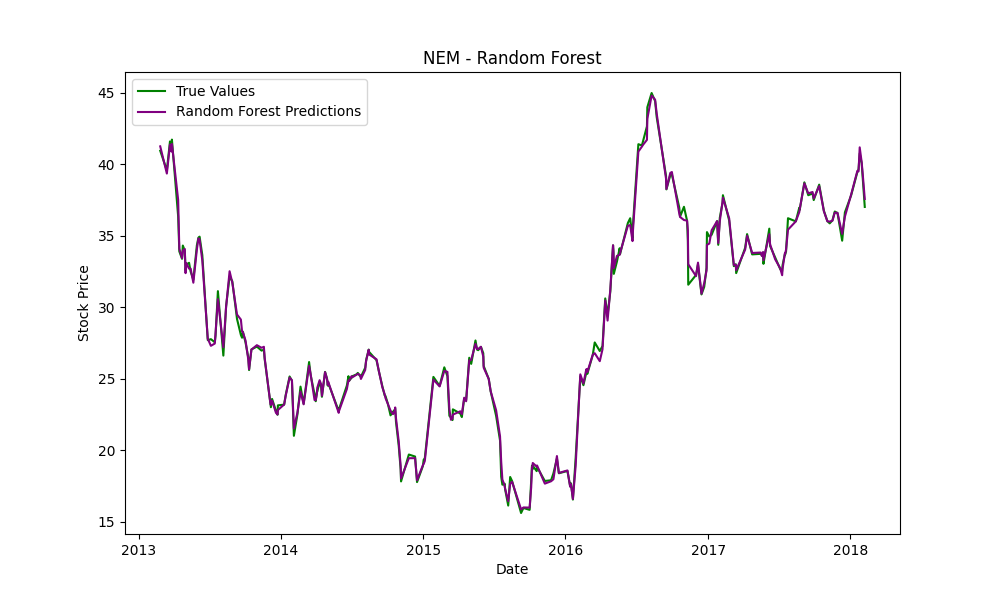 NEM - Random Forest
True Values
Random Forest Predictions
45
40
35
30
25
20
15
Stock Price
2013 2014 2015 2016 2017 2018
Date